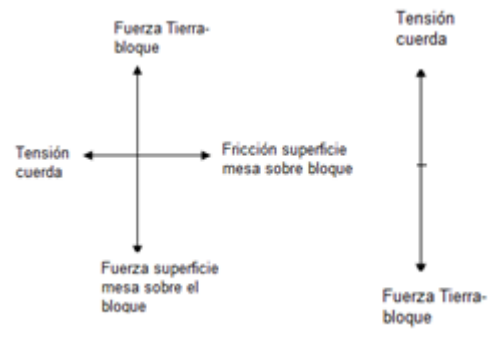 Fuerza Tierra-
bloque
Tensión
cuerda
Fricción superficie
mesa sobre bloque
Fuerza superficie
mesa sobre el
bloque
Tensión
cuerda
Fuerza Tierra-
bloque